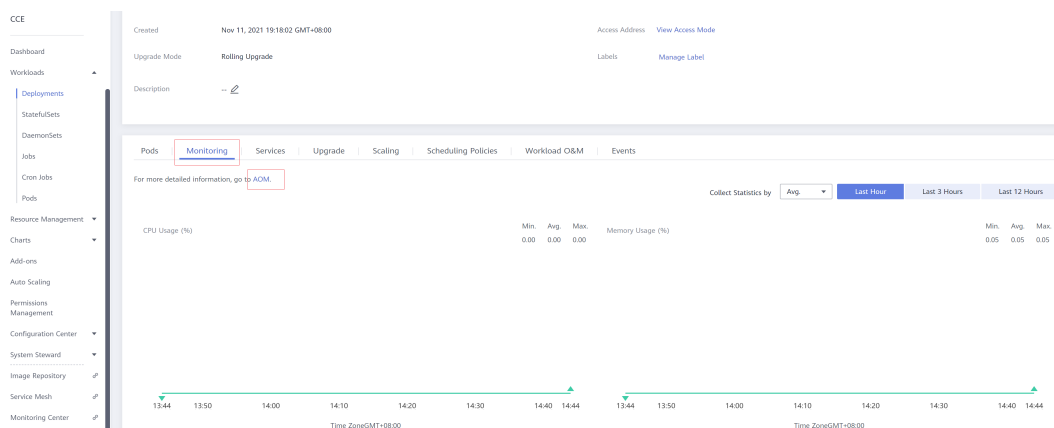 CCE
Dashboard
Workloads
Deployments
StatefulSets
DaemonSets
Jobs
Cron Jobs
Pods
Resource Management
Charts
Add-ons
Auto Scaling
Permissions
Management
Configuration Center
System Steward
Image Repository
Service Mesh
Monitoring Center
Created Nov 11, 2021 19:18:02 GMT+08:00 Access Address View Access Mode
Upgrade Mode Rolling Upgrade Labels Manage Label
Description --
Pods Monitoring Services Upgrade Scaling Scheduling Policies Workload O&M Events
For more detailed information, go to AOM.
Collect Statistics by Avg. Last Hour Last 3 Hours Last 12 Hours
CPU Usage (%) Min. Avg. Max.
0.00 0.00 0.00
Memory Usage (%) Min. Avg. Max.
0.05 0.05 0.05
13:44 13:50 14:00 14:10 14:20 14:30 14:40 14:44
Time ZoneGMT+08:00
13:44 13:50 14:00 14:10 14:20 14:30 14:40 14:44
Time ZoneGMT+08:00